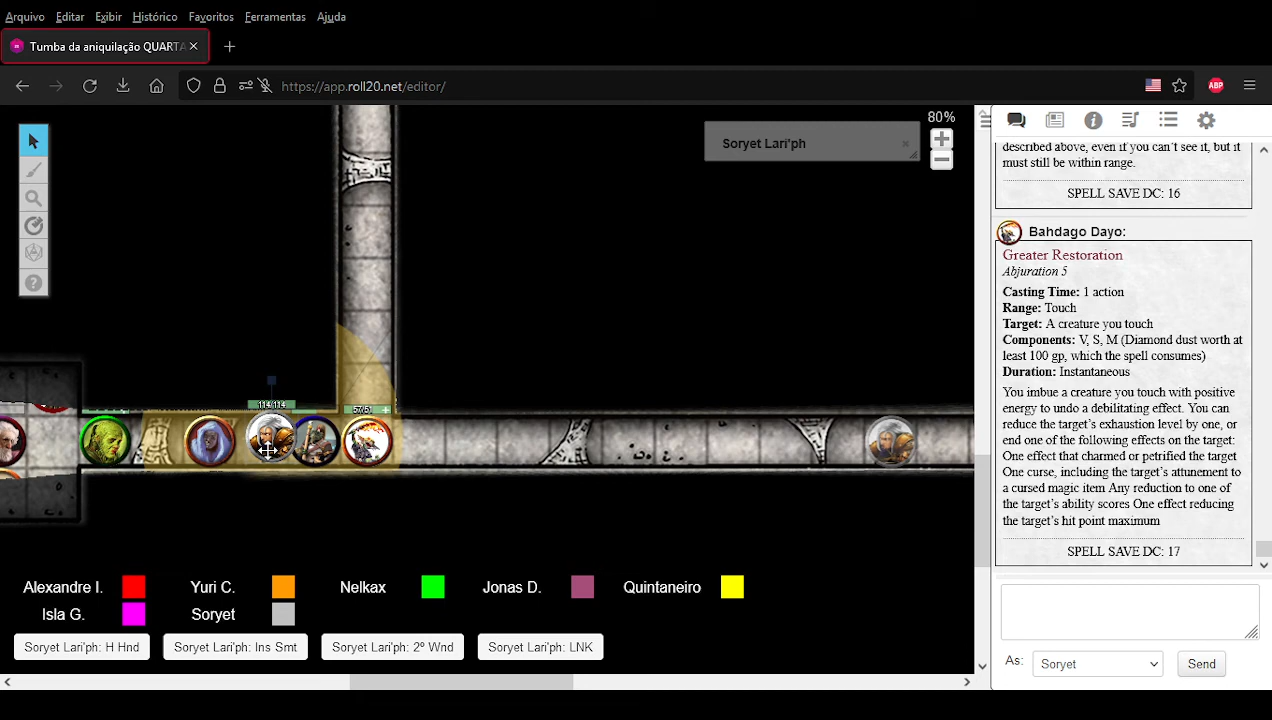 Arquivo Editar Exibir Histórico Favoritos Ferramentas Ajuda
Tumba da aniquilação QUARTA
https://app.roll20.net/editor/
ABP
80%
Soryet Lari'ph
described above, even if you can't see it, but it
must still be within range.
SPELL SAVE DC: 16
Bahdago Dayo:
Greater Restoration
Abjuration 5
Casting Time: 1 action
Range: Touch
Target: A creature you touch
Components: V, S, M (Diamond dust worth at
least 100 gp, which the spell consumes)
Duration: Instantaneous
You imbue a creature you touch with positive
energy to undo a debilitating effect. You can
reduce the target's exhaustion level by one, or
end one of the following effects on the target:
One effect that charmed or petrified the target
One curse, including the target's attunement to
a cursed magic item Any reduction to one of
the target's ability scores One effect reducing
the target's hit point maximum
SPELL SAVE DC: 17
114/114
Alexandre I. Yuri C. Nelkax Jonas D. Quintaneiro
Isla G. Soryet
Soryet Lari'ph: H Hnd Soryet Lari'ph: Ins Smt Soryet Lari'ph: 2º Wnd Soryet Lari'ph: LNK
As: Soryet Send